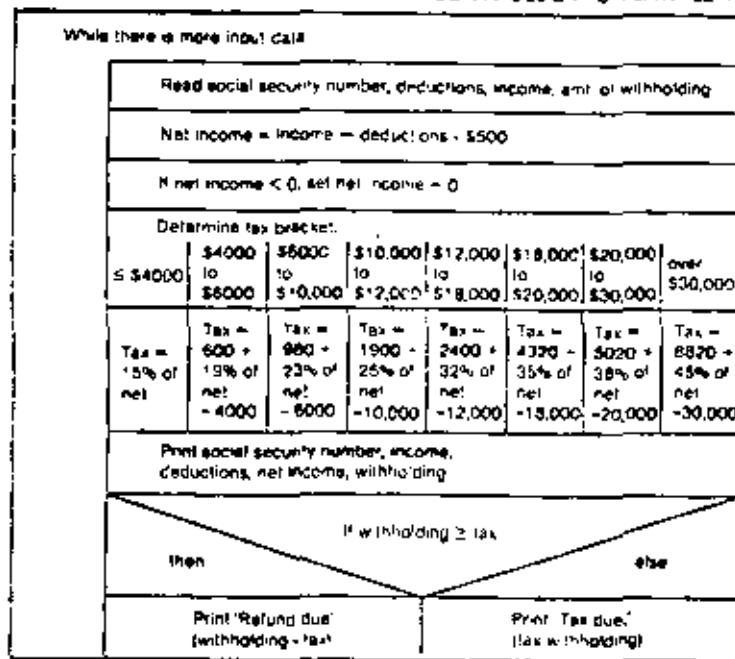 While there is more input data
Read social security number, deductions, income, amt. of withholding
Net income = income - deductions - $500
If net income < 0, set net income = 0
Determine tax bracket.
≤ $4000
$4000 to $6000
$6000 to $10,000
$10,000 to $12,000
$12,000 to $18,000
$18,000 to $20,000
$20,000 to $30,000
over $30,000
Tax = 15% of net
Tax = 600 + 19% of net - 4000
Tax = 980 + 23% of net - 6000
Tax = 1900 + 25% of net -10,000
Tax = 2400 + 32% of net -12,000
Tax = 4320 + 35% of net -18,000
Tax = 5020 + 38% of net -20,000
Tax = 8820 + 45% of net -30,000
Print social security number, income,
deductions, net income, withholding
If withholding ≥ tax
then
else
Print 'Refund due'
(withholding - tax)
Print 'Tax due,'
(tax withholding)